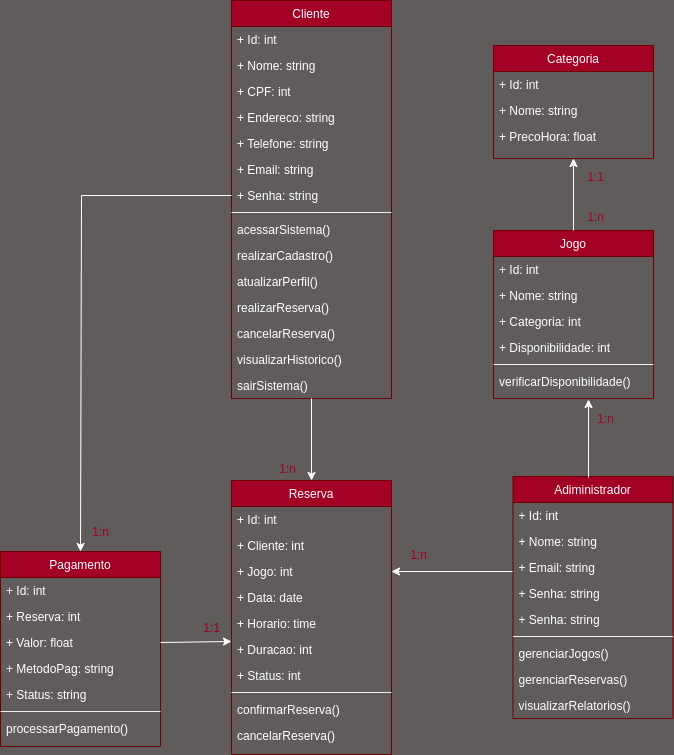 Cliente
+ Id: int
+ Nome: string
+ CPF: int
+ Endereco: string
+ Telefone: string
+ Email: string
+ Senha: string
acessarSistema()
realizarCadastro()
atualizarPerfil()
realizarReserva()
cancelarReserva()
visualizarHistorico()
sairSistema()
Categoria
+ Id: int
+ Nome: string
+ PrecoHora: float
1:1
1:n
Jogo
+ Id: int
+ Nome: string
+ Categoria: int
+ Disponibilidade: int
verificarDisponibilidade()
1:n
1:n
1:n
Pagamento
+ Id: int
+ Reserva: int
+ Valor: float
+ MetodoPag: string
+ Status: string
processarPagamento()
1:1
Reserva
+ Id: int
+ Cliente: int
+ Jogo: int
+ Data: date
+ Horario: time
+ Duracao: int
+ Status: int
confirmarReserva()
cancelarReserva()
1:n
Adiministrador
+ Id: int
+ Nome: string
+ Email: string
+ Senha: string
+ Senha: string
gerenciarJogos()
gerenciarReservas()
visualizarRelatorios()